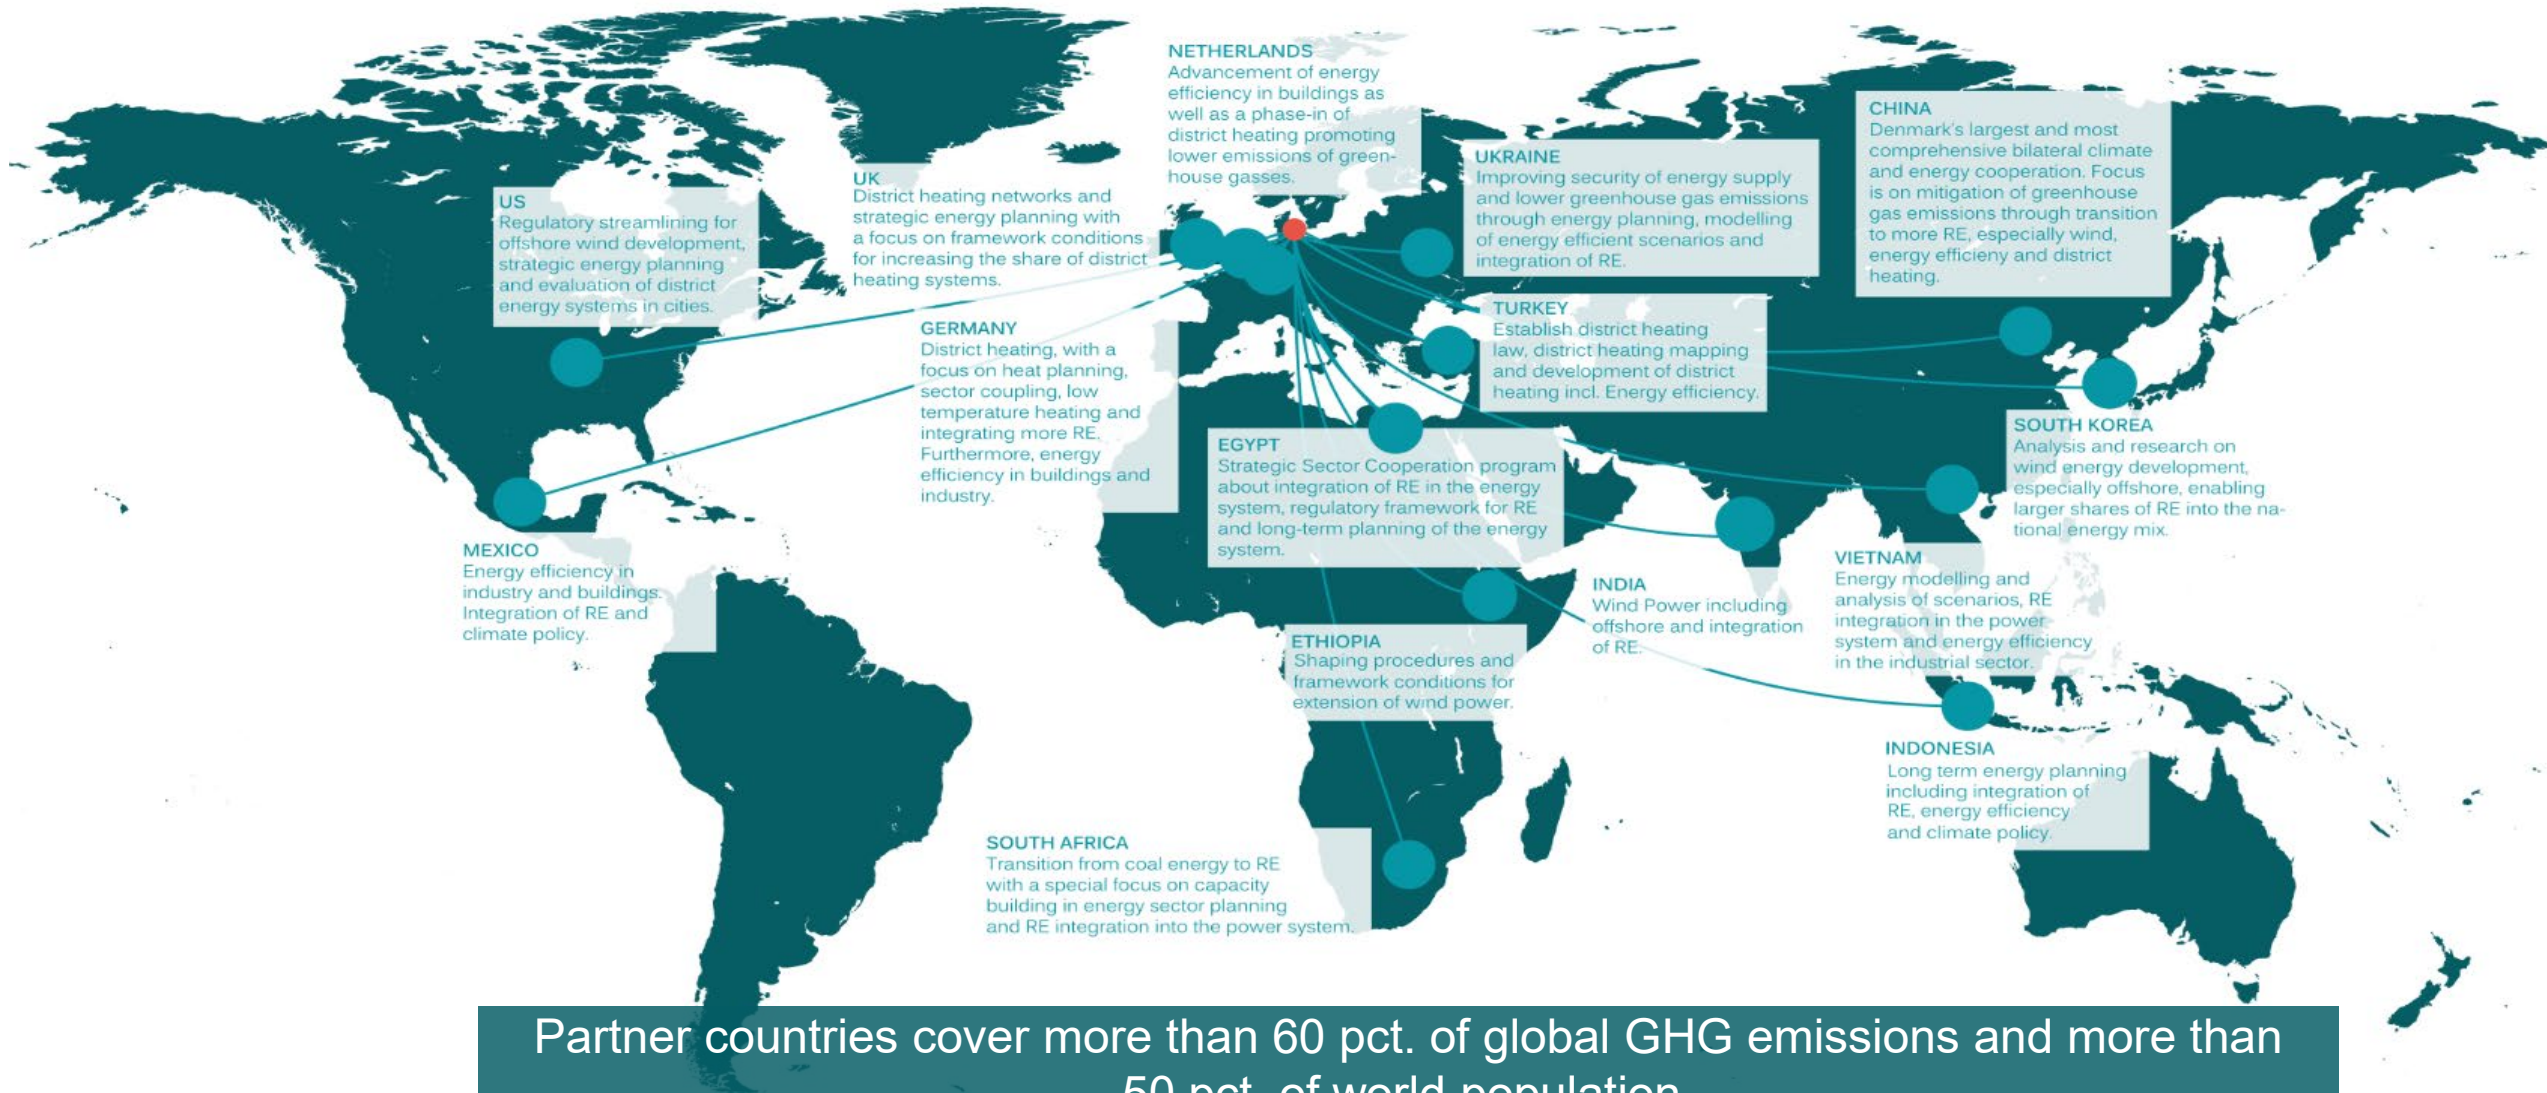 NETHERLANDS
Advancement of energy
efficiency in buildings as
well as a phase-in of
district heating promoting
lower emissions of green-
house gasses.
CHINA
Denmark's largest and most
comprehensive bilateral climate
and energy cooperation. Focus
is on mitigation of greenhouse
gas emissions through transition
to more RE, especially wind,
energy efficieny and district
heating.
UKRAINE
Improving security of energy supply
and lower greenhouse gas emissions
through energy planning, modelling
of energy efficient scenarios and
integration of RE.
UK
District heating networks and
strategic energy planning with
a focus on framework conditions
for increasing the share of district
heating systems.
US
Regulatory streamlining for
offshore wind development,
strategic energy planning
and evaluation of district
energy systems in cities.
TURKEY
Establish district heating
law, district heating mapping
and development of district
heating incl. Energy efficiency.
GERMANY
District heating, with a
focus on heat planning,
sector coupling, low
temperature heating and
integrating more RE.
Furthermore, energy
efficiency in buildings and
industry.
SOUTH KOREA
Analysis and research on
wind energy development,
especially offshore, enabling
larger shares of RE into the na-
tional energy mix.
EGYPT
Strategic Sector Cooperation program
about integration of RE in the energy
system, regulatory framework for RE
and long-term planning of the energy
system.
MEXICO
Energy efficiency in
industry and buildings.
Integration of RE and
climate policy.
VIETNAM
Energy modelling and
analysis of scenarios, RE
integration in the power
system and energy efficiency
in the industrial sector.
INDIA
Wind Power including
offshore and integration
of RE.
ETHIOPIA
Shaping procedures and
framework conditions for
extension of wind power.
INDONESIA
Long term energy planning
including integration of
RE, energy efficiency
and climate policy.
SOUTH AFRICA
Transition from coal energy to RE
with a special focus on capacity
building in energy sector planning
and RE integration into the power system.
Partner countries cover more than 60 pct. of global GHG emissions and more than
50 pct. of world population